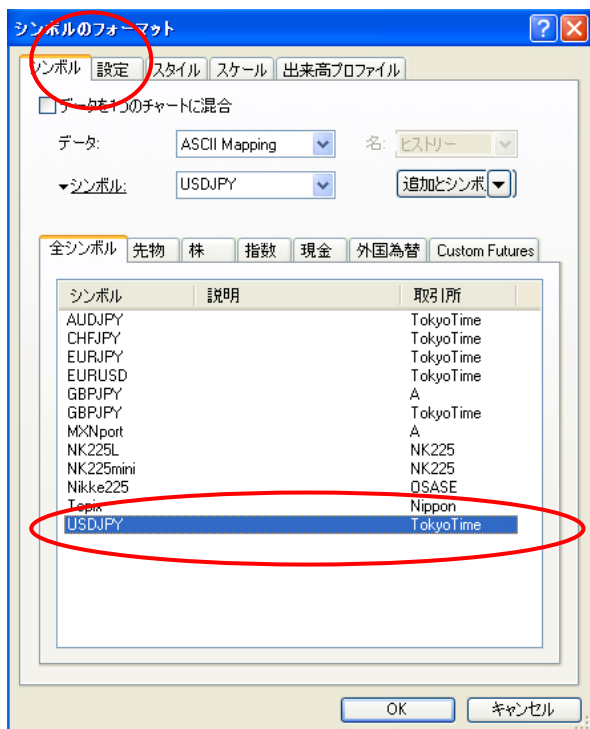 シンボルのフォーマット
シンボル 設定 スタイル スケール 出来高プロファイル
データを1つのチャートに混合
データ: ASCII Mapping 名: ヒストリー
シンボル: USDJPY 追加とシンボ
全シンボル 先物 株 指数 現金 外国為替 Custom Futures
シンボル 説明 取引所
AUDJPY TokyoTime
CHFJPY TokyoTime
EURJPY TokyoTime
EURUSD TokyoTime
GBPJPY A
GBPJPY TokyoTime
MXNport A
NK225L NK225
NK225mini NK225
Nikke225 OSASE
Topix Nippon
USDJPY TokyoTime
OK キャンセル